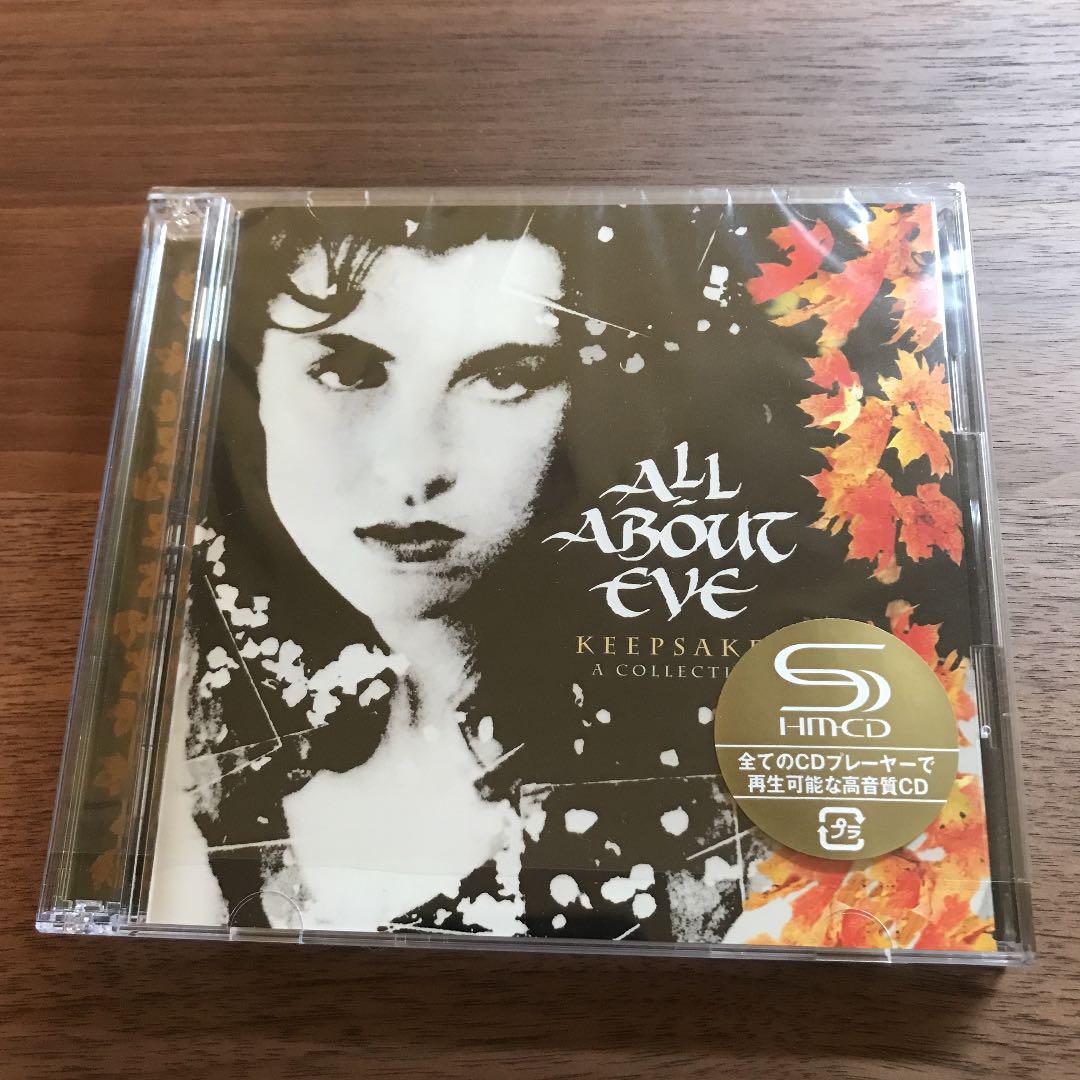 ALL
ABOUT
EVE
KEEPSAKE
A COLLECTI
SHM-CD
全てのCDプレーヤーで
再生可能な高音質CD
プラ